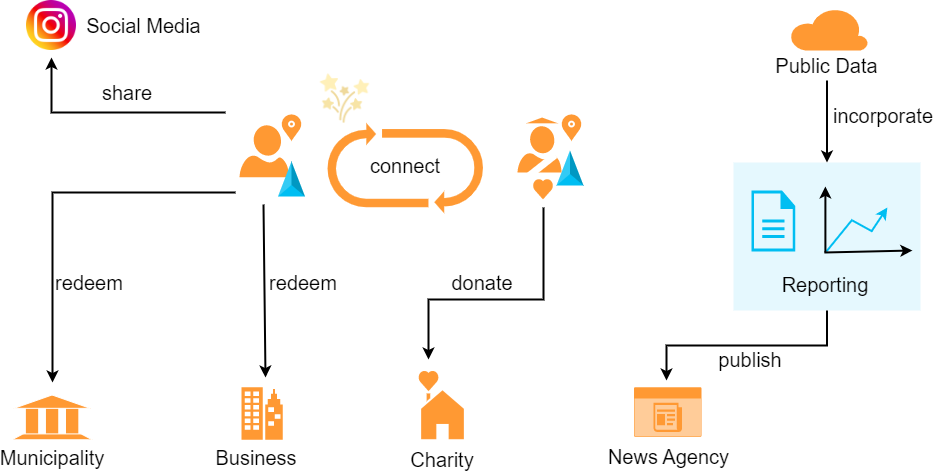 Social Media
Public Data
share
incorporate
connect
redeem
redeem
donate
Reporting
publish
Municipality
Business
Charity
News Agency